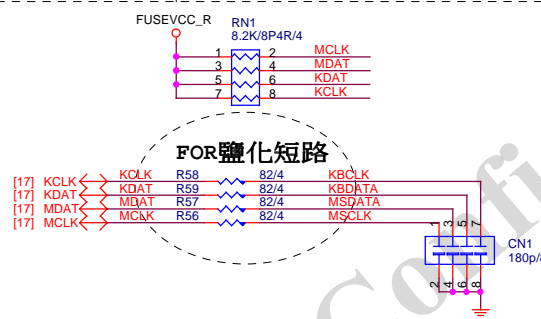 FUSEVCC_R
RN1
8.2K/8P4R/4
1 2 MCLK
3 4 MDAT
5 6 KDAT
7 8 KCLK
FOR鹽化短路
[17] KCLK KCLK R58 82/4 KBCLK
[17] KDAT KDAT R59 82/4 KBDATA
[17] MDAT MDAT R57 82/4 MSDATA
[17] MCLK MCLK R56 82/4 MSCLK
1 3 5 7
CN1
180p/8
2 4 6 8
Confi